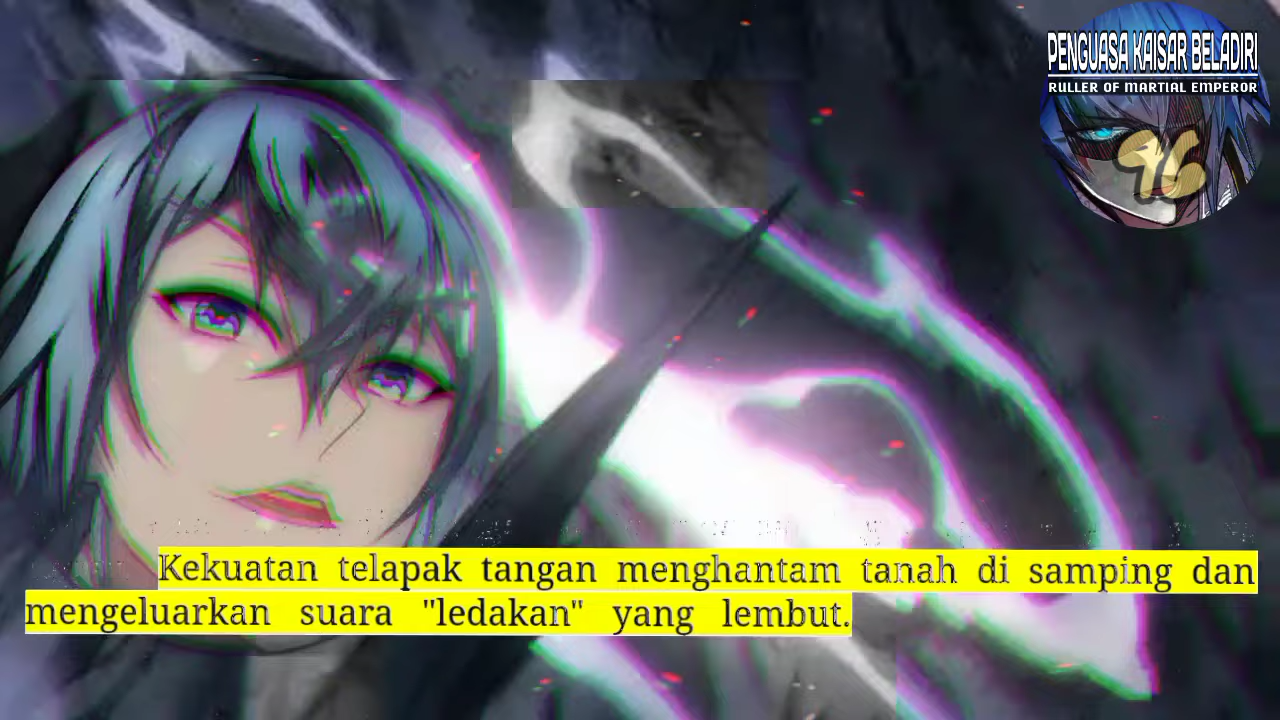 PENGUASA KAISAR BELADIRI
RULLER OF MARTIAL EMPEROR
96
Kekuatan telapak tangan menghantam tanah di samping dan
mengeluarkan suara "ledakan" yang lembut.